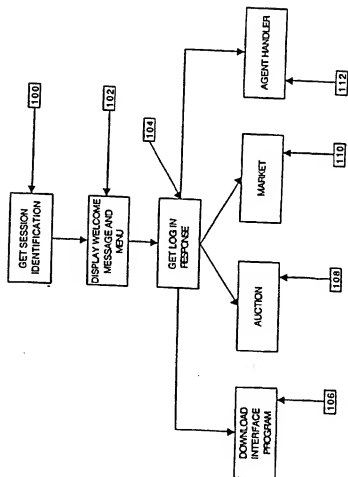 GET SESSION
IDENTIFICATION
100
DISPLAY WELCOME
MESSAGE AND
MENU
102
GET LOG IN
RESPONSE
104
DOWNLOAD
INTERFACE
PROGRAM
106
AUCTION
108
MARKET
110
AGENT HANDLER
112